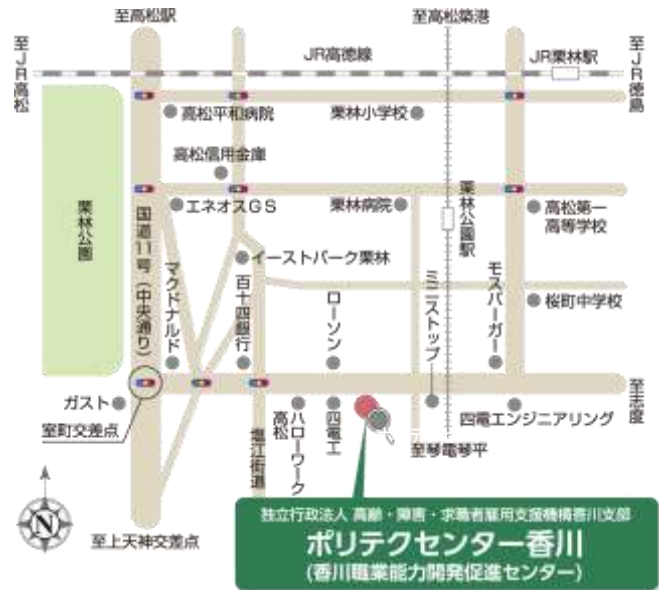 至高松駅
至高松築港
至JR高松
JR高徳線
JR栗林駅
至JR徳島
高松平和病院
栗林小学校
高松信用金庫
栗林公園
国道11号(中央通り)
エネオスGS
栗林病院
栗林公園駅
高松第一
高等学校
イーストパーク栗林
マクドナルド
百十四銀行
ローソン
ミニストップ
モスバーガー
桜町中学校
ガスト
室町交差点
塩江街道
ハローワーク
高松
四電工
四電エンジニアリング
至志度
至琴電琴平
N
至上天神交差点
独立行政法人 高齢・障害・求職者雇用支援機構香川支部
ポリテクセンター香川
(香川職業能力開発促進センター)